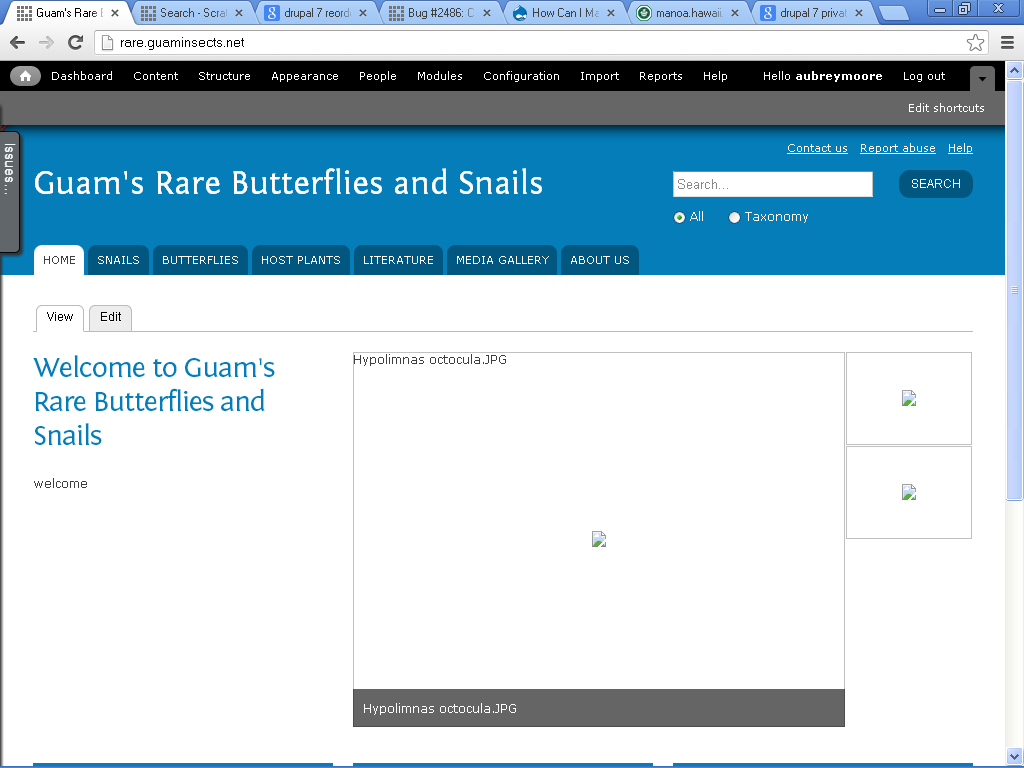 Guam's Rare B
Search - Scra
drupal 7 reord
Bug #2486: C
How Can I Ma
manoa.hawaii.
drupal 7 privat
rare.guaminsects.net
Dashboard Content Structure Appearance People Modules Configuration Import Reports Help Hello aubreymoore Log out
Edit shortcuts
Issues...
Contact us Report abuse Help
Guam's Rare Butterflies and Snails
Search...
SEARCH
All Taxonomy
HOME SNAILS BUTTERFLIES HOST PLANTS LITERATURE MEDIA GALLERY ABOUT US
View Edit
Welcome to Guam's
Rare Butterflies and
Snails
welcome
Hypolimnas octocula.JPG
Hypolimnas octocula.JPG